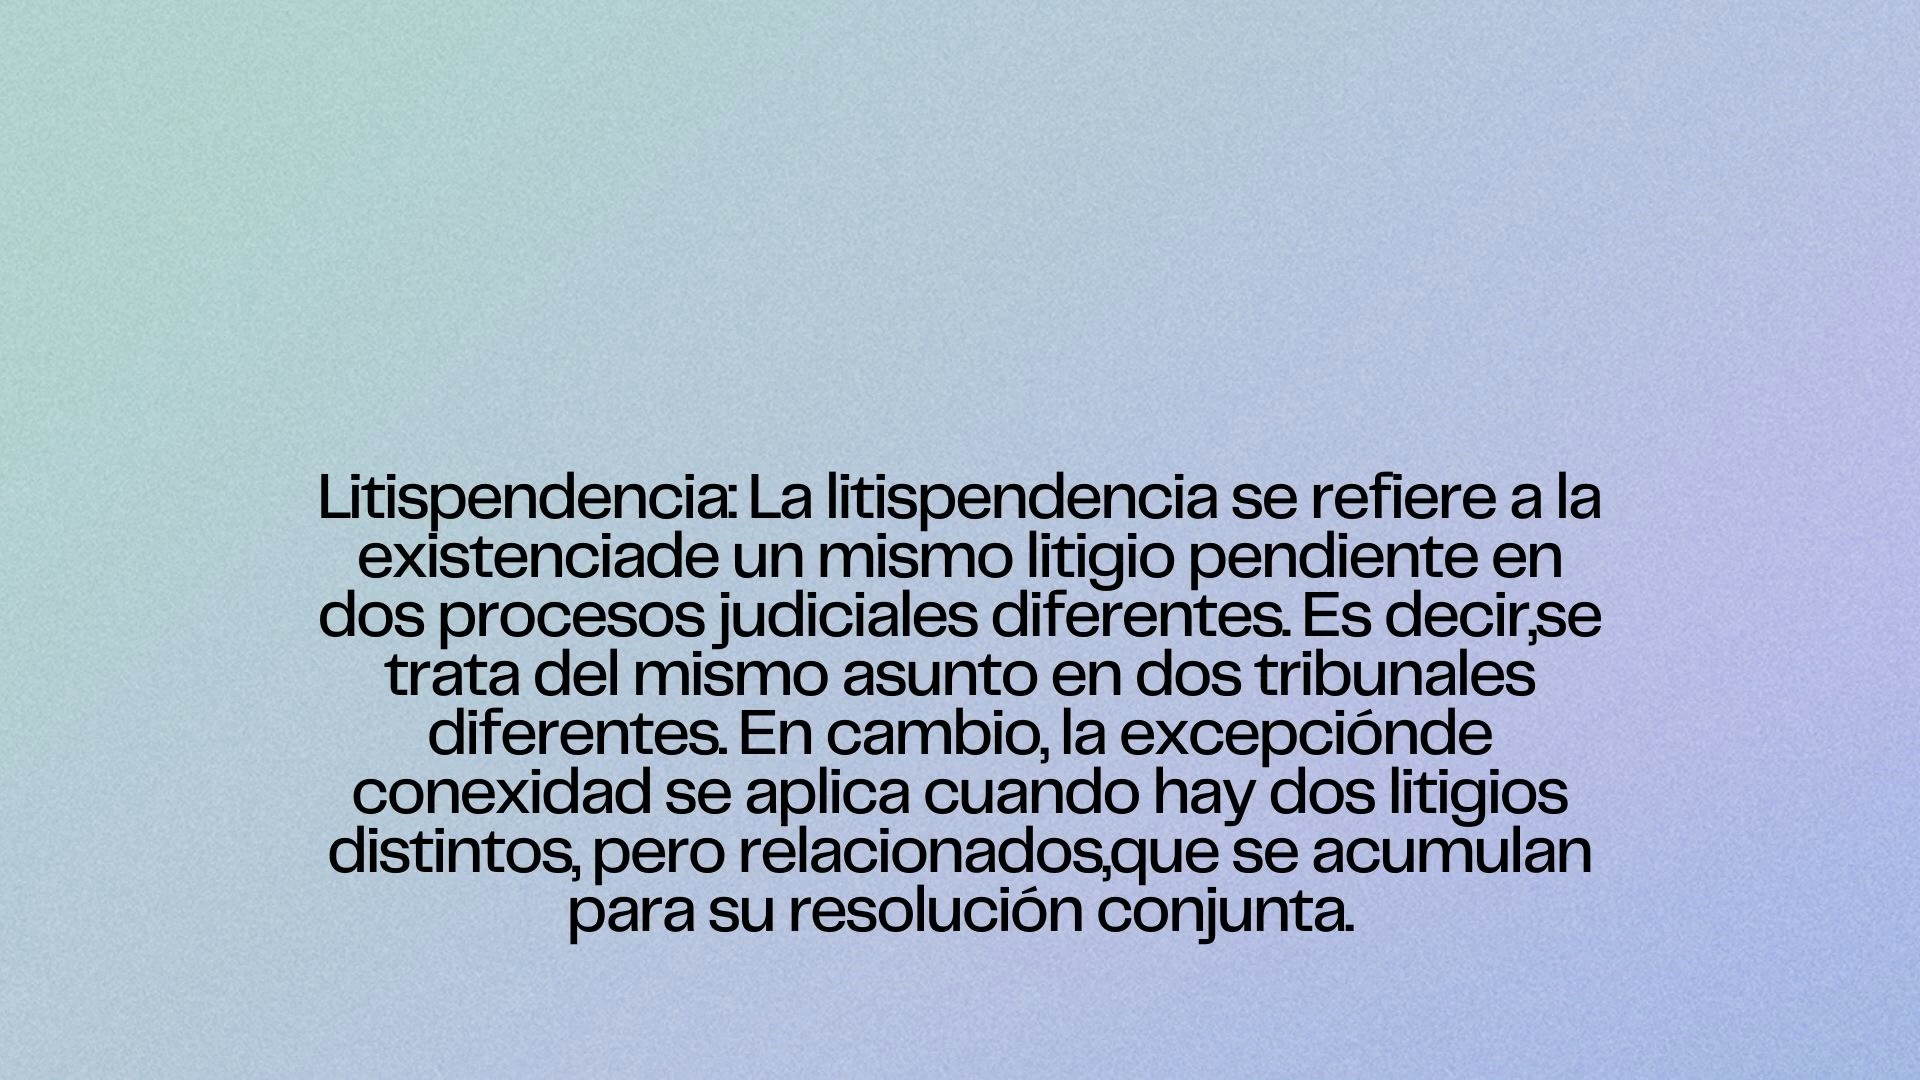 Litispendencia: La litispendencia se refiere a la
existenciade un mismo litigio pendiente en
dos procesos judiciales diferentes. Es decir,se
trata del mismo asunto en dos tribunales
diferentes. En cambio, la excepciónde
conexidad se aplica cuando hay dos litigios
distintos, pero relacionados,que se acumulan
para su resolución conjunta.